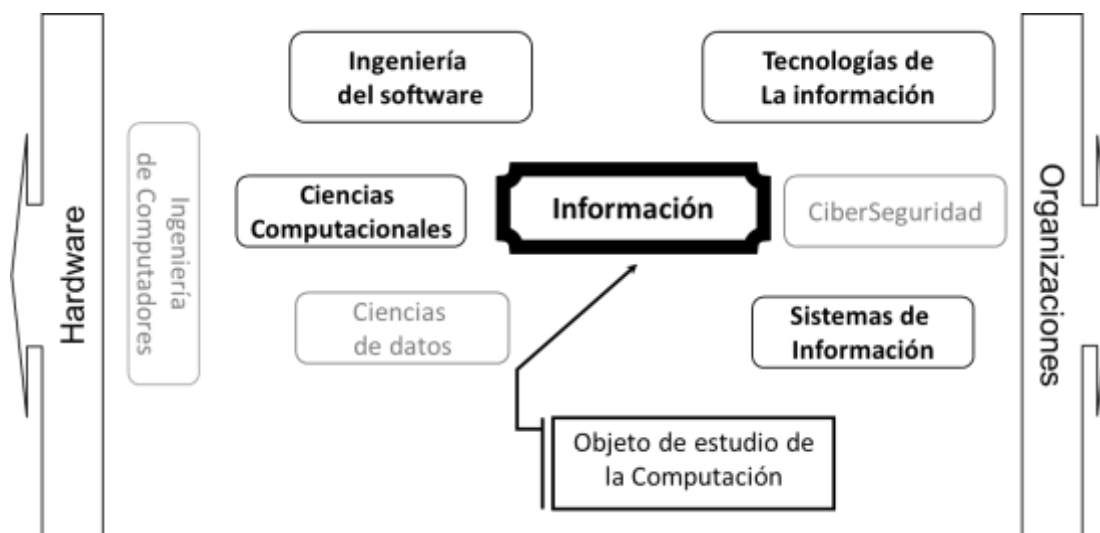 Hardware
Ingeniería
de Computadores
Ingeniería
del software
Tecnologías de
La información
Ciencias
Computacionales
Información
CiberSeguridad
Ciencias
de datos
Sistemas de
Información
Objeto de estudio de
la Computación
Organizaciones